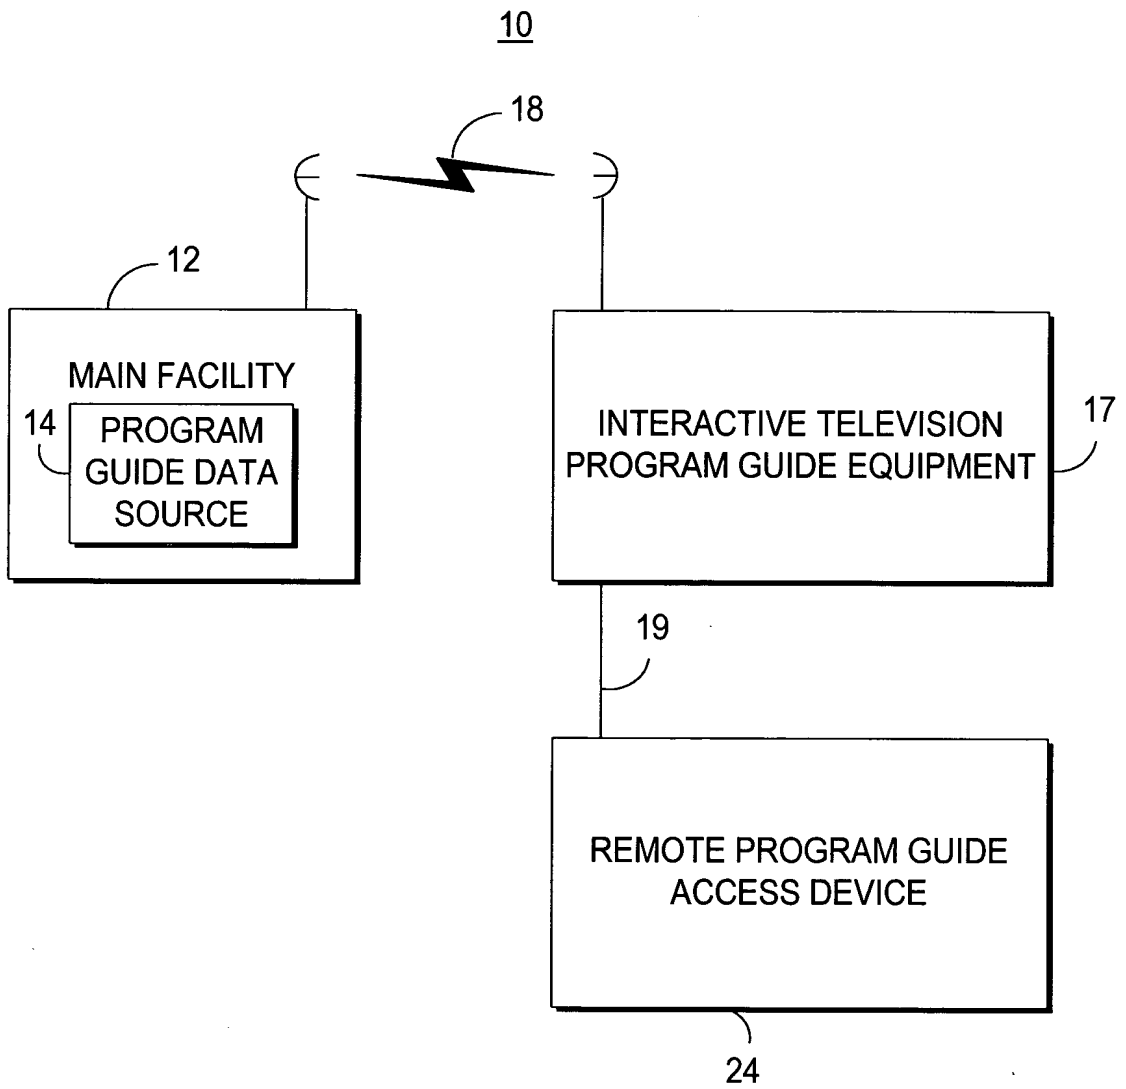 10
18
12
MAIN FACILITY
14
PROGRAM
GUIDE DATA
SOURCE
INTERACTIVE TELEVISION
PROGRAM GUIDE EQUIPMENT
17
19
REMOTE PROGRAM GUIDE
ACCESS DEVICE
24